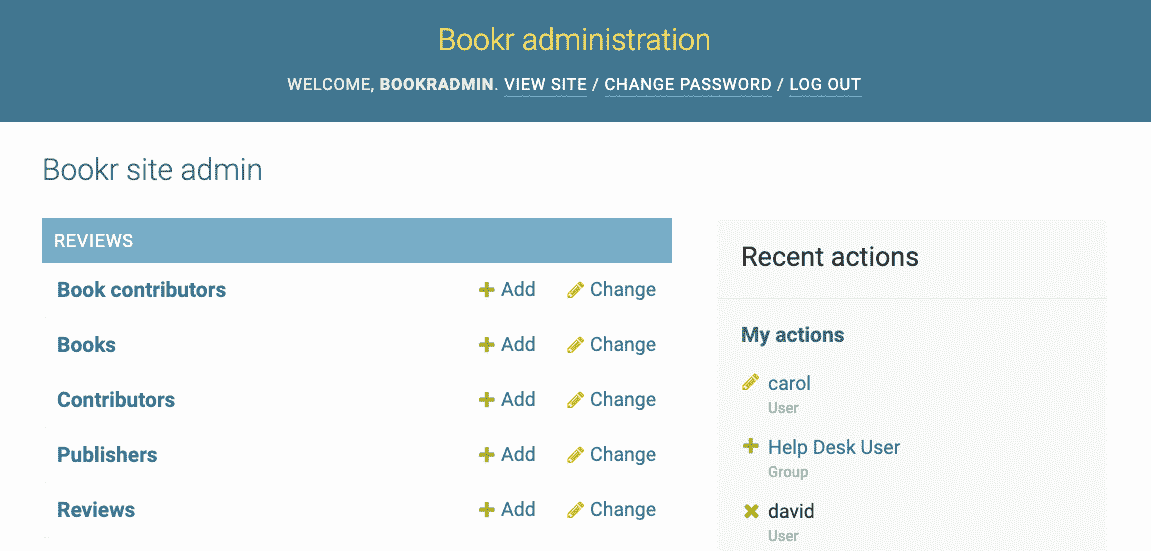 Bookr administration
WELCOME, BOOKRADMIN. VIEW SITE / CHANGE PASSWORD / LOG OUT
Bookr site admin
REVIEWS
Book contributors Add Change
Books Add Change
Contributors Add Change
Publishers Add Change
Reviews Add Change
Recent actions
My actions
carol
User
Help Desk User
Group
david
User